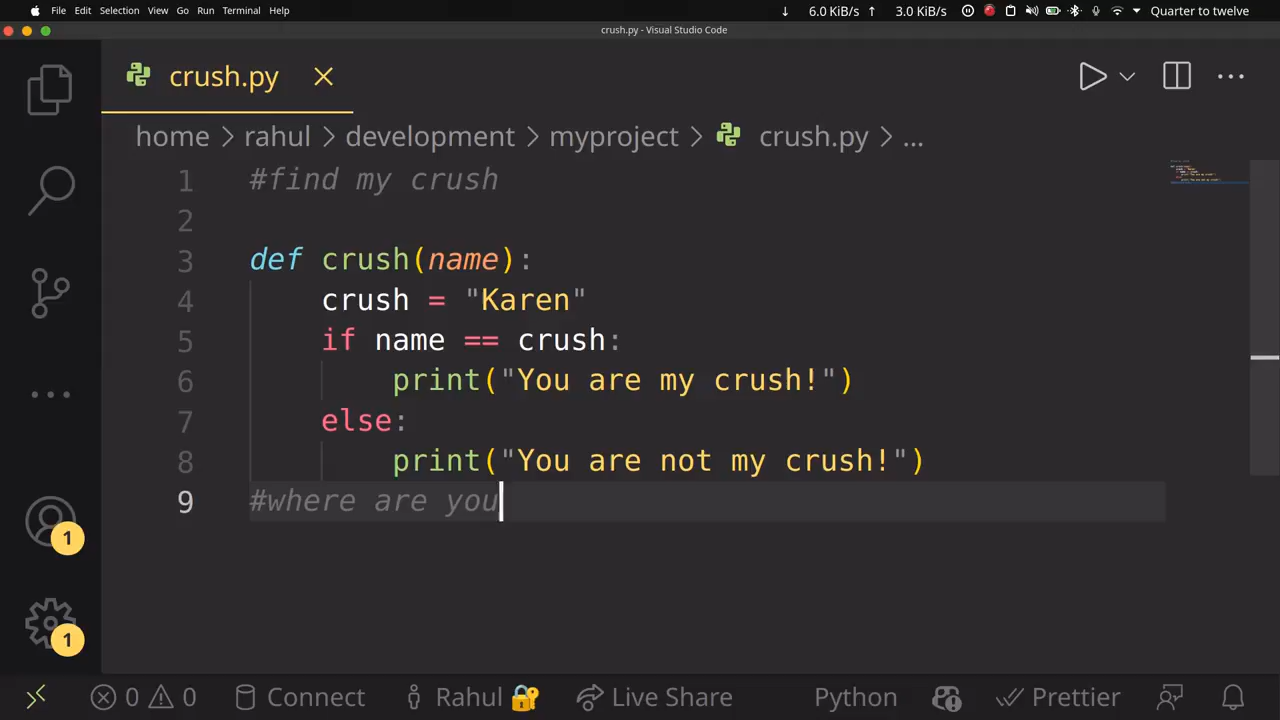 File Edit Selection View Go Run Terminal Help ↓ 6.0 KiB/s ↑ 3.0 KiB/s Quarter to twelve
crush.py - Visual Studio Code
crush.py
home > rahul > development > myproject > crush.py > ...
1 #find my crush
2
3 def crush(name):
4 crush = "Karen"
5 if name == crush:
6 print("You are my crush!")
7 else:
8 print("You are not my crush!")
9 #where are you
1
1
0 0 Connect Rahul Live Share Python Prettier